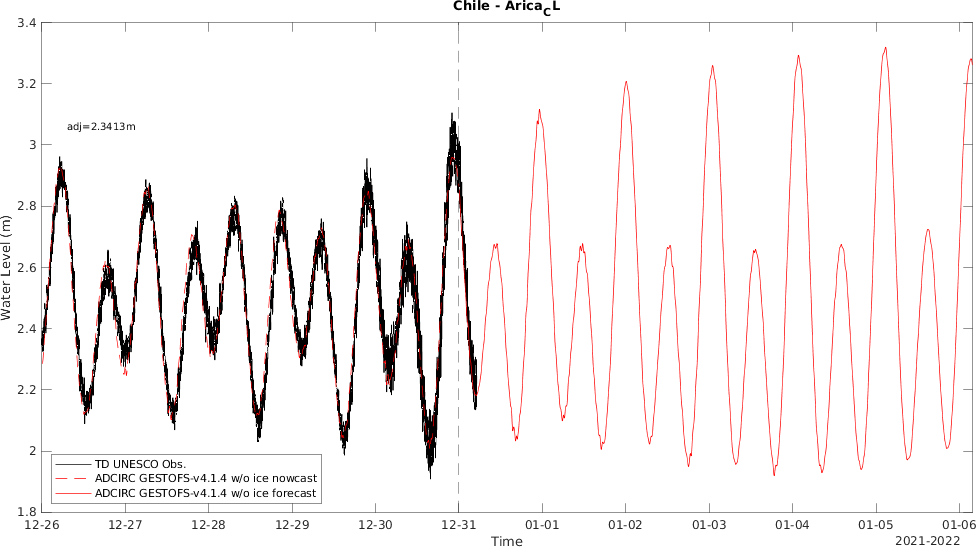 Chile - Arica_CL
3.4
3.2
3
2.8
2.6
2.4
2.2
2
1.8
Water Level (m)
adj=2.3413m
TD UNESCO Obs.
ADCIRC GESTOFS-v4.1.4 w/o ice nowcast
ADCIRC GESTOFS-v4.1.4 w/o ice forecast
12-26 12-27 12-28 12-29 12-30 12-31 01-01 01-02 01-03 01-04 01-05 01-06
Time
2021-2022